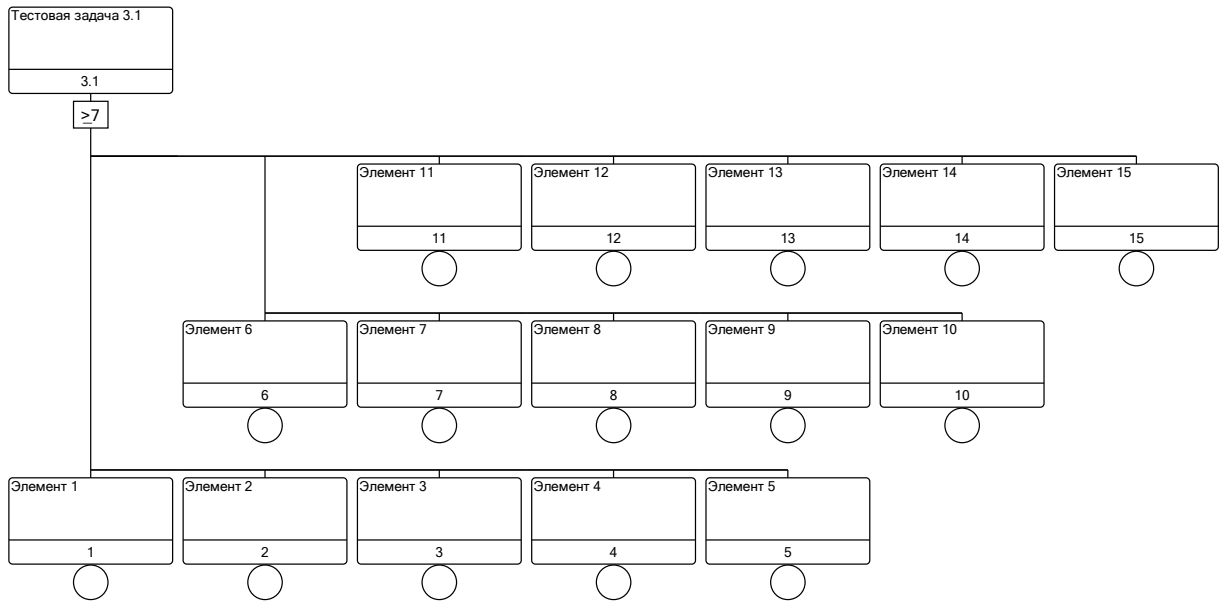 Тестовая задача 3.1
3.1
≥7
Элемент 11
Элемент 12
Элемент 13
Элемент 14
Элемент 15
11
12
13
14
15
Элемент 6
Элемент 7
Элемент 8
Элемент 9
Элемент 10
6
7
8
9
10
Элемент 1
Элемент 2
Элемент 3
Элемент 4
Элемент 5
1
2
3
4
5